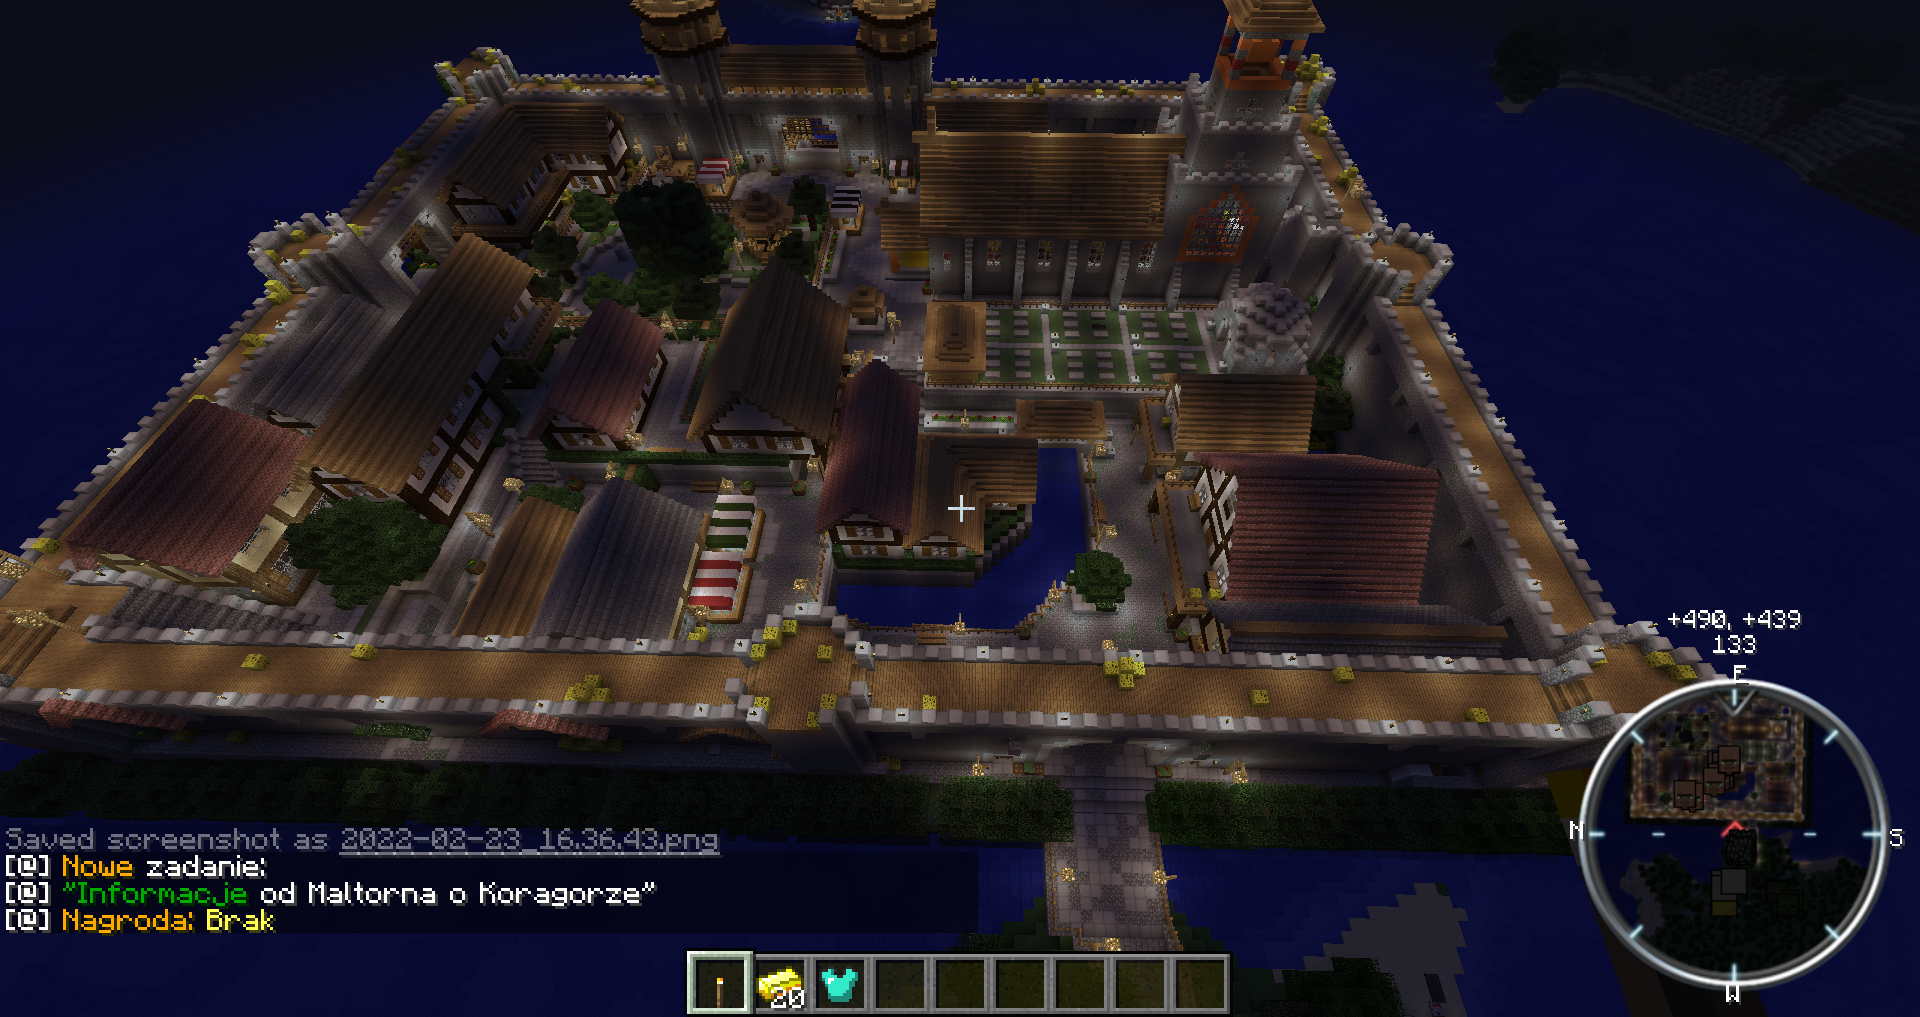 +490, +439
133
E
N
S
W
Saved screenshot as 2022-02-23_16.36.43.png
[@] Nowe zadanie:
[@] "Informacje od Maltorna o Koragorze"
[@] Nagroda: Brak
20